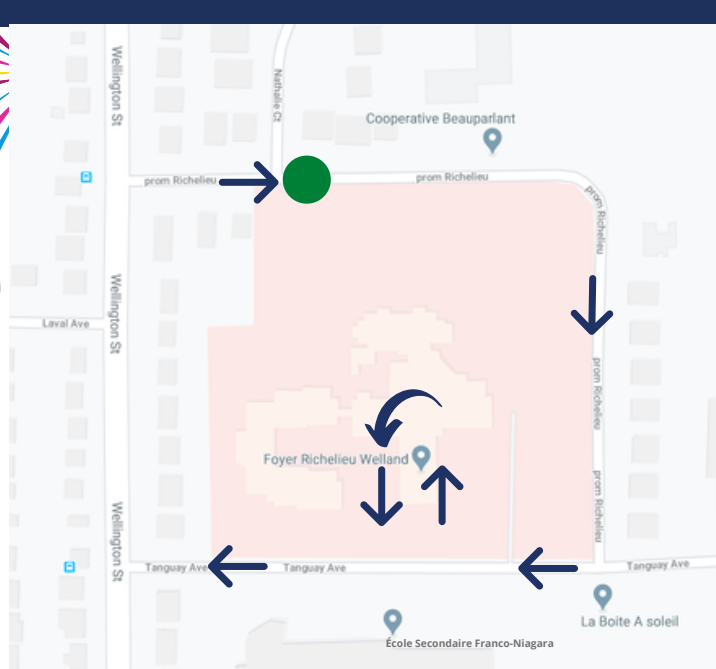 Wellington St
Nathalie Ct
Cooperative Beauparlant
prom Richelieu
prom Richelieu
prom Richelieu
Wellington St
Laval Ave
prom Richelieu
Foyer Richelieu Welland
prom Richelieu
Wellington St
Tanguay Ave
Tanguay Ave
Tanguay Ave
La Boite A soleil
École Secondaire Franco-Niagara